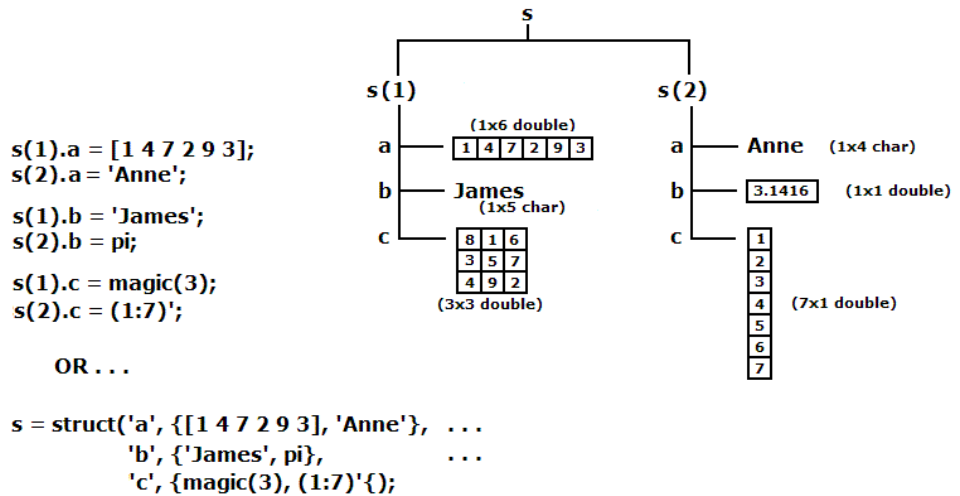 s
s(1)
s(2)
s(1).a = [1 4 7 2 9 3];
s(2).a = 'Anne';
s(1).b = 'James';
s(2).b = pi;
s(1).c = magic(3);
s(2).c = (1:7)';
OR . . .
s = struct('a', {[1 4 7 2 9 3], 'Anne'}, . . .
'b', {'James', pi}, . . .
'c', {magic(3), (1:7)'{);
(1x6 double)
a 1 4 7 2 9 3
b James
(1x5 char)
c 8 1 6
3 5 7
4 9 2
(3x3 double)
a Anne (1x4 char)
b 3.1416 (1x1 double)
c 1
2
3
4 (7x1 double)
5
6
7